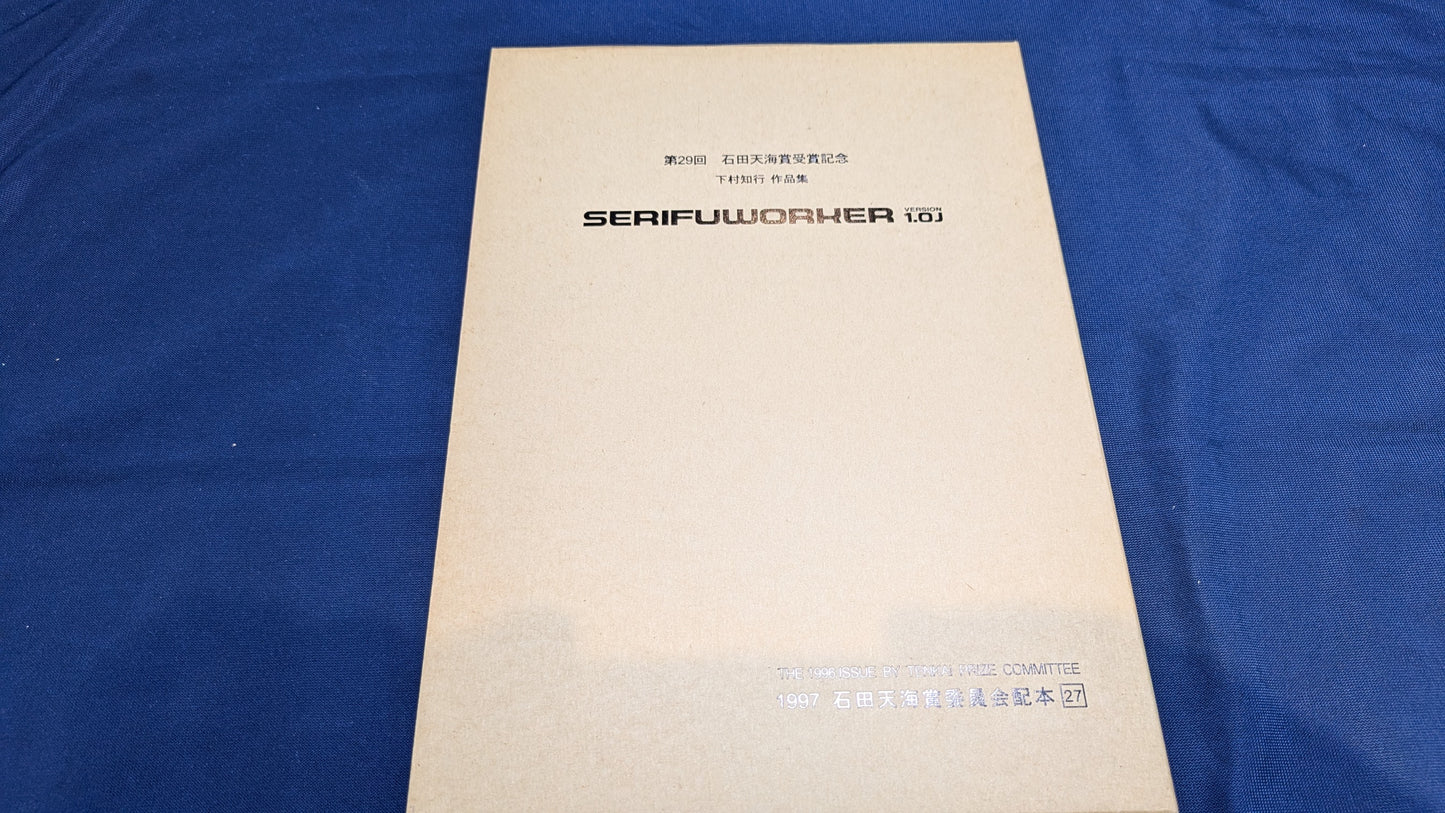 第29回 石田天海賞受賞記念
下村知行 作品集
SERIFUWORKER VERSION 1.0J
THE 1996 ISSUE BY TENKAI PRIZE COMMITTEE
1997 石田天海賞委員会配本 27